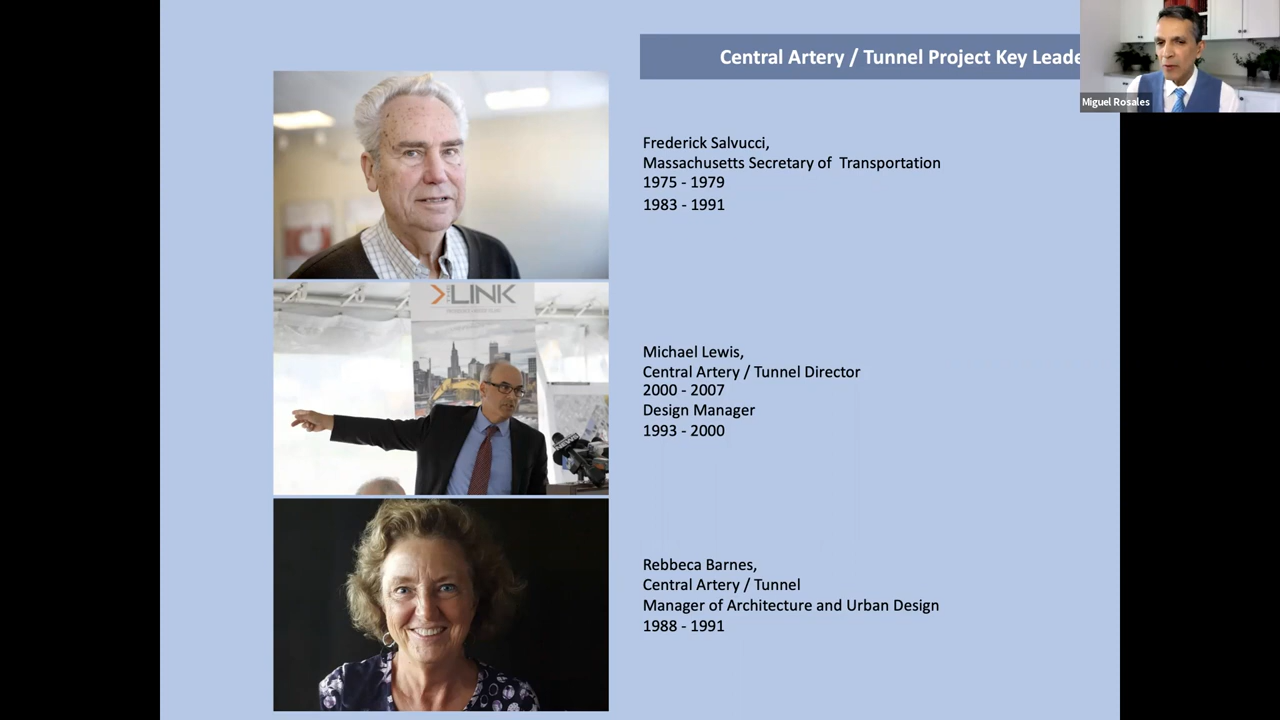 Central Artery / Tunnel Project Key Leade
Miguel Rosales
Frederick Salvucci,
Massachusetts Secretary of Transportation
1975 - 1979
1983 - 1991
LINK
Michael Lewis,
Central Artery / Tunnel Director
2000 - 2007
Design Manager
1993 - 2000
Rebbeca Barnes,
Central Artery / Tunnel
Manager of Architecture and Urban Design
1988 - 1991